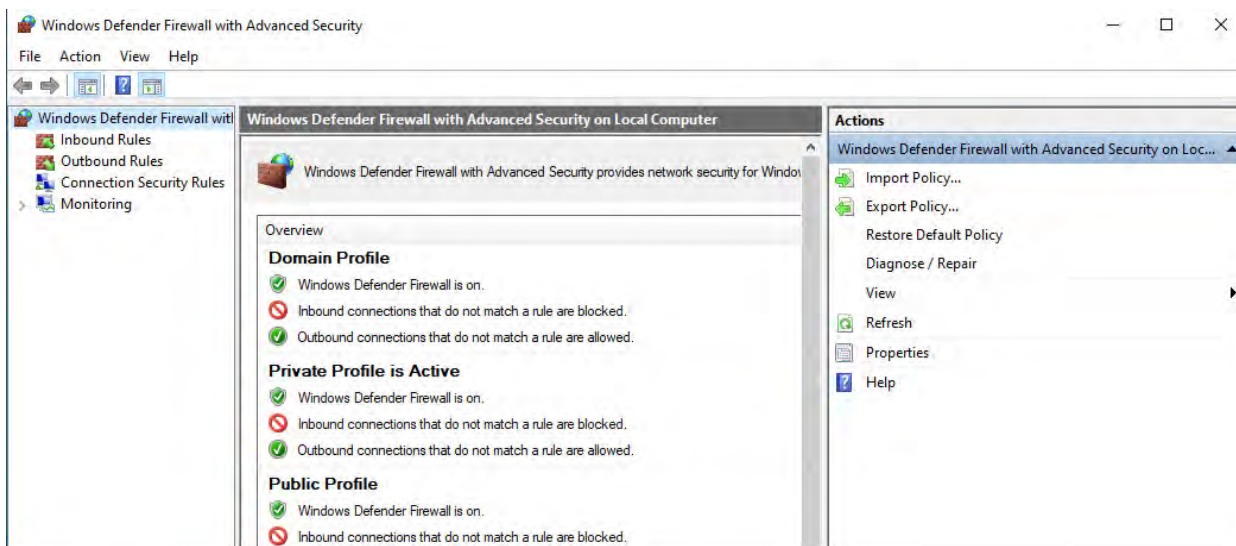 Windows Defender Firewall with Advanced Security
File Action View Help
Windows Defender Firewall with
Inbound Rules
Outbound Rules
Connection Security Rules
Monitoring
Windows Defender Firewall with Advanced Security on Local Computer
Windows Defender Firewall with Advanced Security provides network security for Window
Overview
Domain Profile
Windows Defender Firewall is on.
Inbound connections that do not match a rule are blocked.
Outbound connections that do not match a rule are allowed.
Private Profile is Active
Windows Defender Firewall is on.
Inbound connections that do not match a rule are blocked.
Outbound connections that do not match a rule are allowed.
Public Profile
Windows Defender Firewall is on.
Inbound connections that do not match a rule are blocked.
Actions
Windows Defender Firewall with Advanced Security on Loc...
Import Policy...
Export Policy...
Restore Default Policy
Diagnose / Repair
View
Refresh
Properties
Help